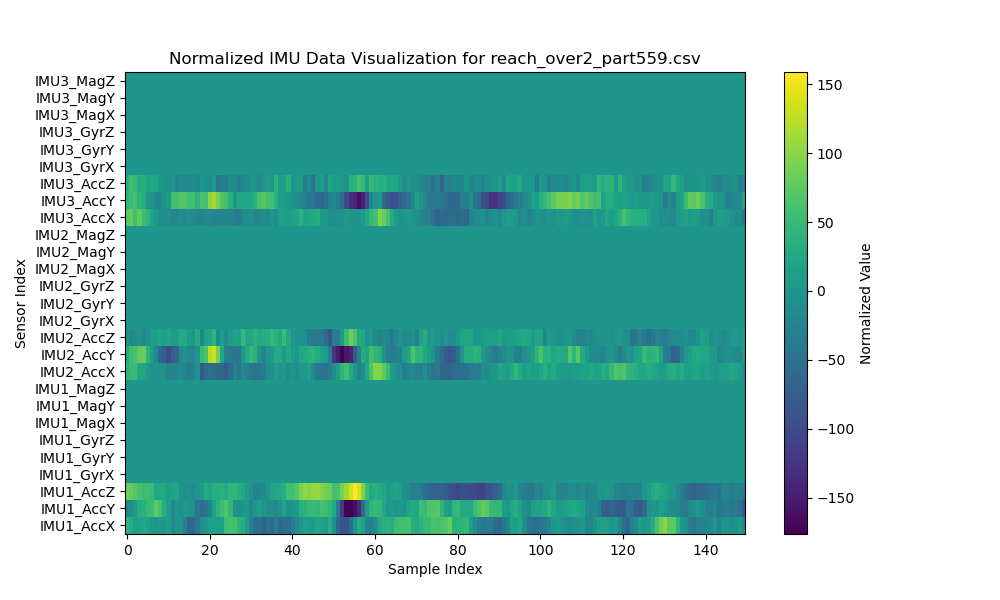 Normalized IMU Data Visualization for reach_over2_part559.csv
IMU3_MagZ
IMU3_MagY
IMU3_MagX
IMU3_GyrZ
IMU3_GyrY
IMU3_GyrX
IMU3_AccZ
IMU3_AccY
IMU3_AccX
IMU2_MagZ
IMU2_MagY
IMU2_MagX
IMU2_GyrZ
IMU2_GyrY
IMU2_GyrX
IMU2_AccZ
IMU2_AccY
IMU2_AccX
IMU1_MagZ
IMU1_MagY
IMU1_MagX
IMU1_GyrZ
IMU1_GyrY
IMU1_GyrX
IMU1_AccZ
IMU1_AccY
IMU1_AccX
Sensor Index
0 20 40 60 80 100 120 140
Sample Index
150
100
50
0
−50
−100
−150
Normalized Value